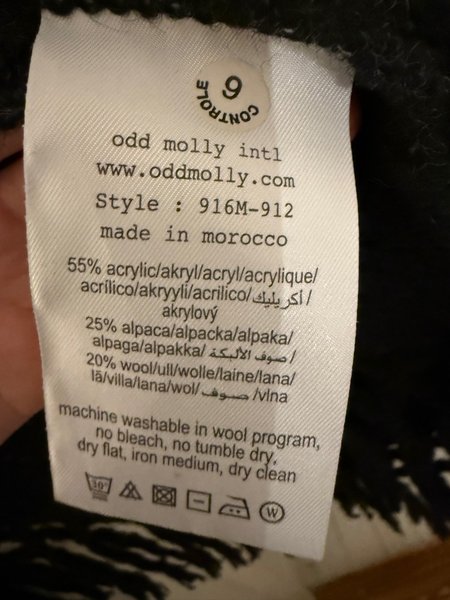 6
CONTROLE
odd molly intl
www.oddmolly.com
Style : 916M-912
made in morocco
55% acrylic/akryl/acryl/acrylique/
acrílico/akryyli/acrilico/أكريليك/
akrylový
25% alpaca/alpacka/alpaka/
alpaga/alpakka/صوف الألبكة/
20% wool/ull/wolle/laine/lana/
lã/villa/lana/wol/صوف/vlna
machine washable in wool program,
no bleach, no tumble dry,
dry flat, iron medium, dry clean
30°
W